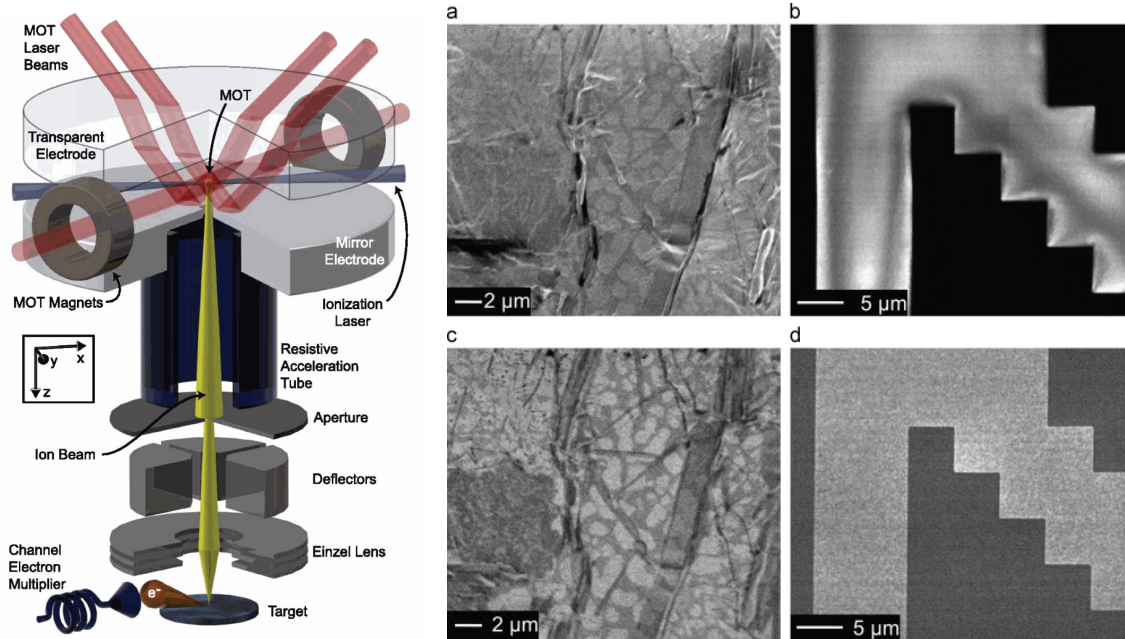 MOT
Laser
Beams
MOT
Transparent
Electrode
Mirror
Electrode
MOT Magnets
Ionization
Laser
y
x
z
Resistive
Acceleration
Tube
Aperture
Ion Beam
Deflectors
Einzel Lens
Channel
Electron
Multiplier
e⁻
Target
a
2 µm
b
5 µm
c
2 µm
d
5 µm